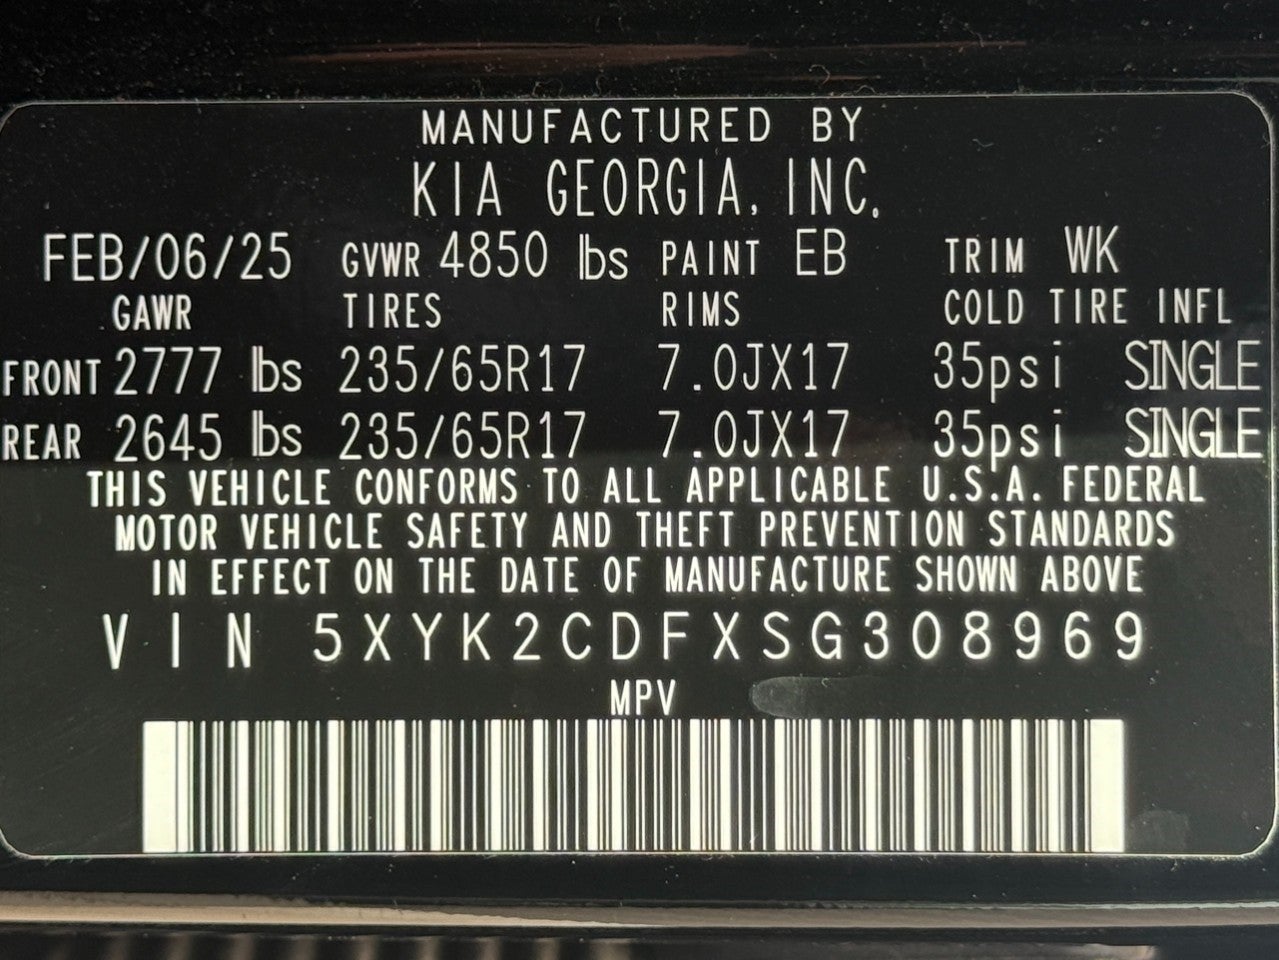 MANUFACTURED BY
KIA GEORGIA, INC.
FEB/06/25 GVWR 4850 lbs PAINT EB TRIM WK
GAWR TIRES RIMS COLD TIRE INFL
FRONT 2777 lbs 235/65R17 7.0JX17 35psi SINGLE
REAR 2645 lbs 235/65R17 7.0JX17 35psi SINGLE
THIS VEHICLE CONFORMS TO ALL APPLICABLE U.S.A. FEDERAL
MOTOR VEHICLE SAFETY AND THEFT PREVENTION STANDARDS
IN EFFECT ON THE DATE OF MANUFACTURE SHOWN ABOVE
VIN 5XYK2CDFXSG308969
MPV